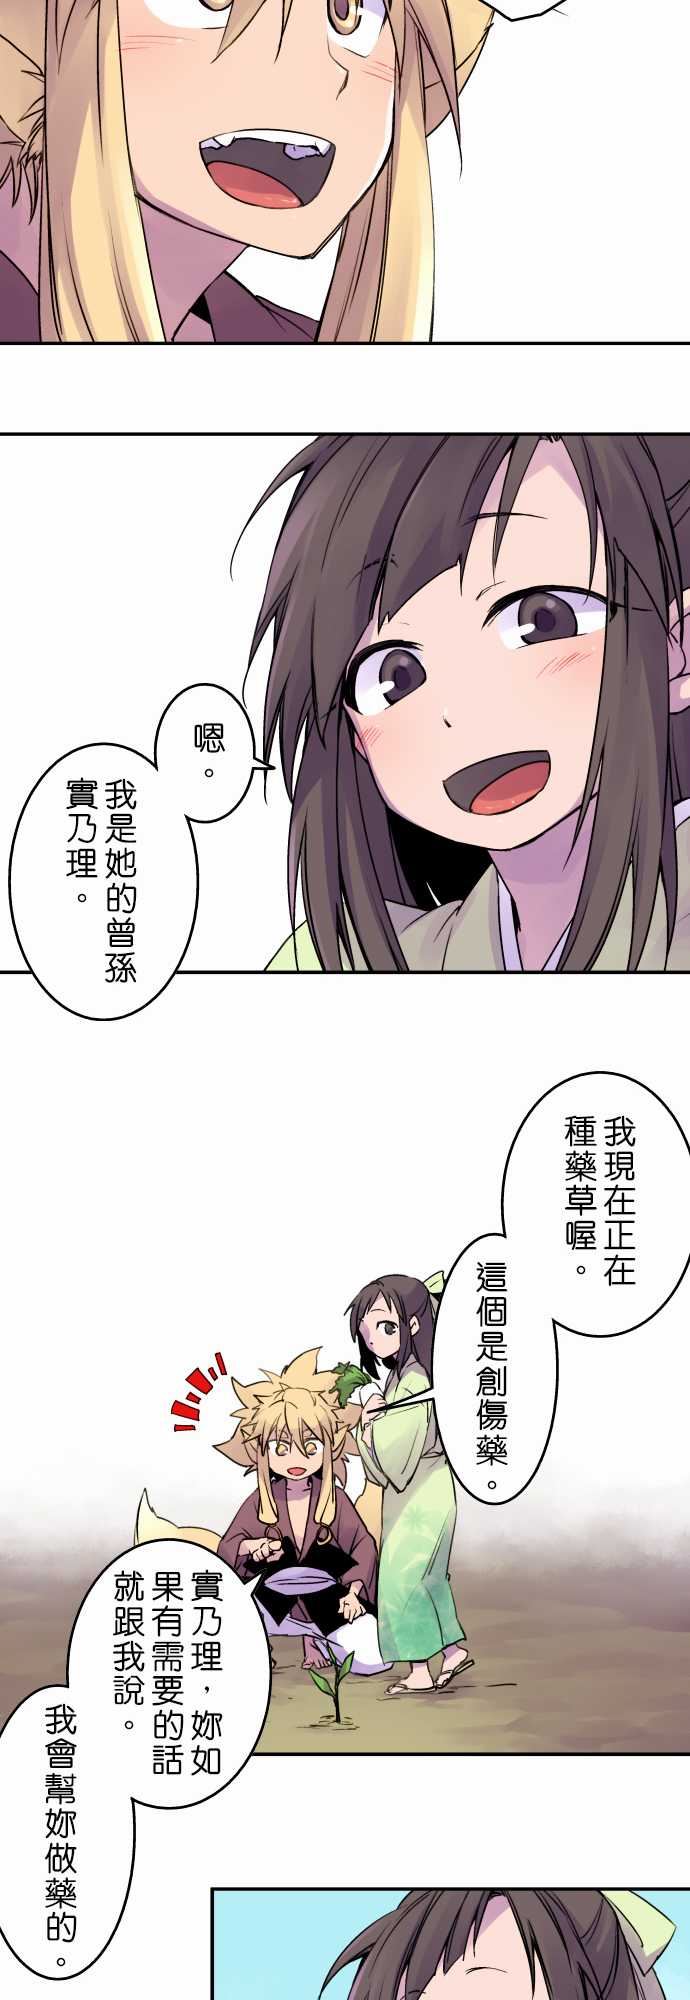 嗯。
我是她的曾孫
實乃理。
我現在正在
種藥草喔。
這個是創傷藥。
實乃理，妳如
果有需要的話
就跟我說。
我會幫妳做藥的。